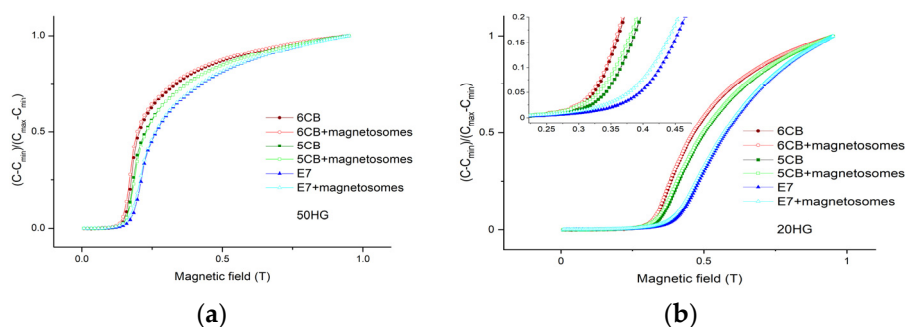 (C-Cmin)/(Cmax-Cmin)
1.0
0.5
0.0
0.0
0.5
1.0
Magnetic field (T)
6CB
6CB+magnetosomes
5CB
5CB+magnetosomes
E7
E7+magnetosomes
50HG
(a)
(C-Cmin)/(Cmax-Cmin)
1
0.5
0
0
0.5
1
Magnetic field (T)
0.2
0.15
0.1
0.05
0
0.25
0.3
0.35
0.4
0.45
6CB
6CB+magnetosomes
5CB
5CB+magnetosomes
E7
E7+magnetosomes
20HG
(b)